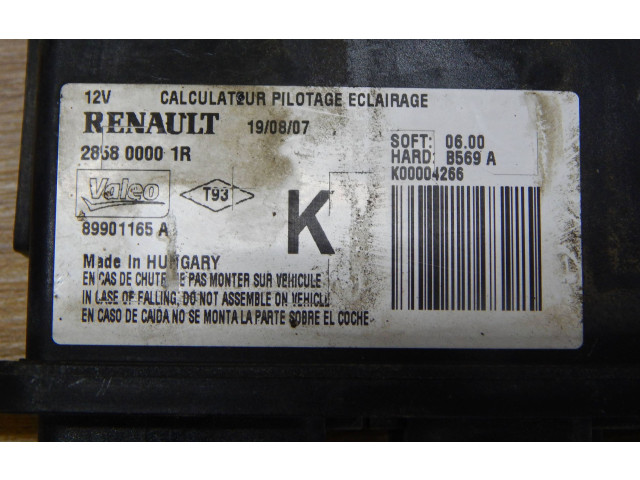 12V CALCULATEUR PILOTAGE ECLAIRAGE
RENAULT 19/08/07
2858 0000 1R
SOFT: 06.00
HARD: B569 A
K00004266
Valeo T93 K
89901165 A
Made in HUNGARY
EN CAS DE CHUTE NE PAS MONTER SUR VEHICULE
IN CASE OF FALLING, DO NOT ASSEMBLE ON VEHICLE
EN CASO DE CAIDA NO SE MONTA LA PARTE SOBRE EL COCHE